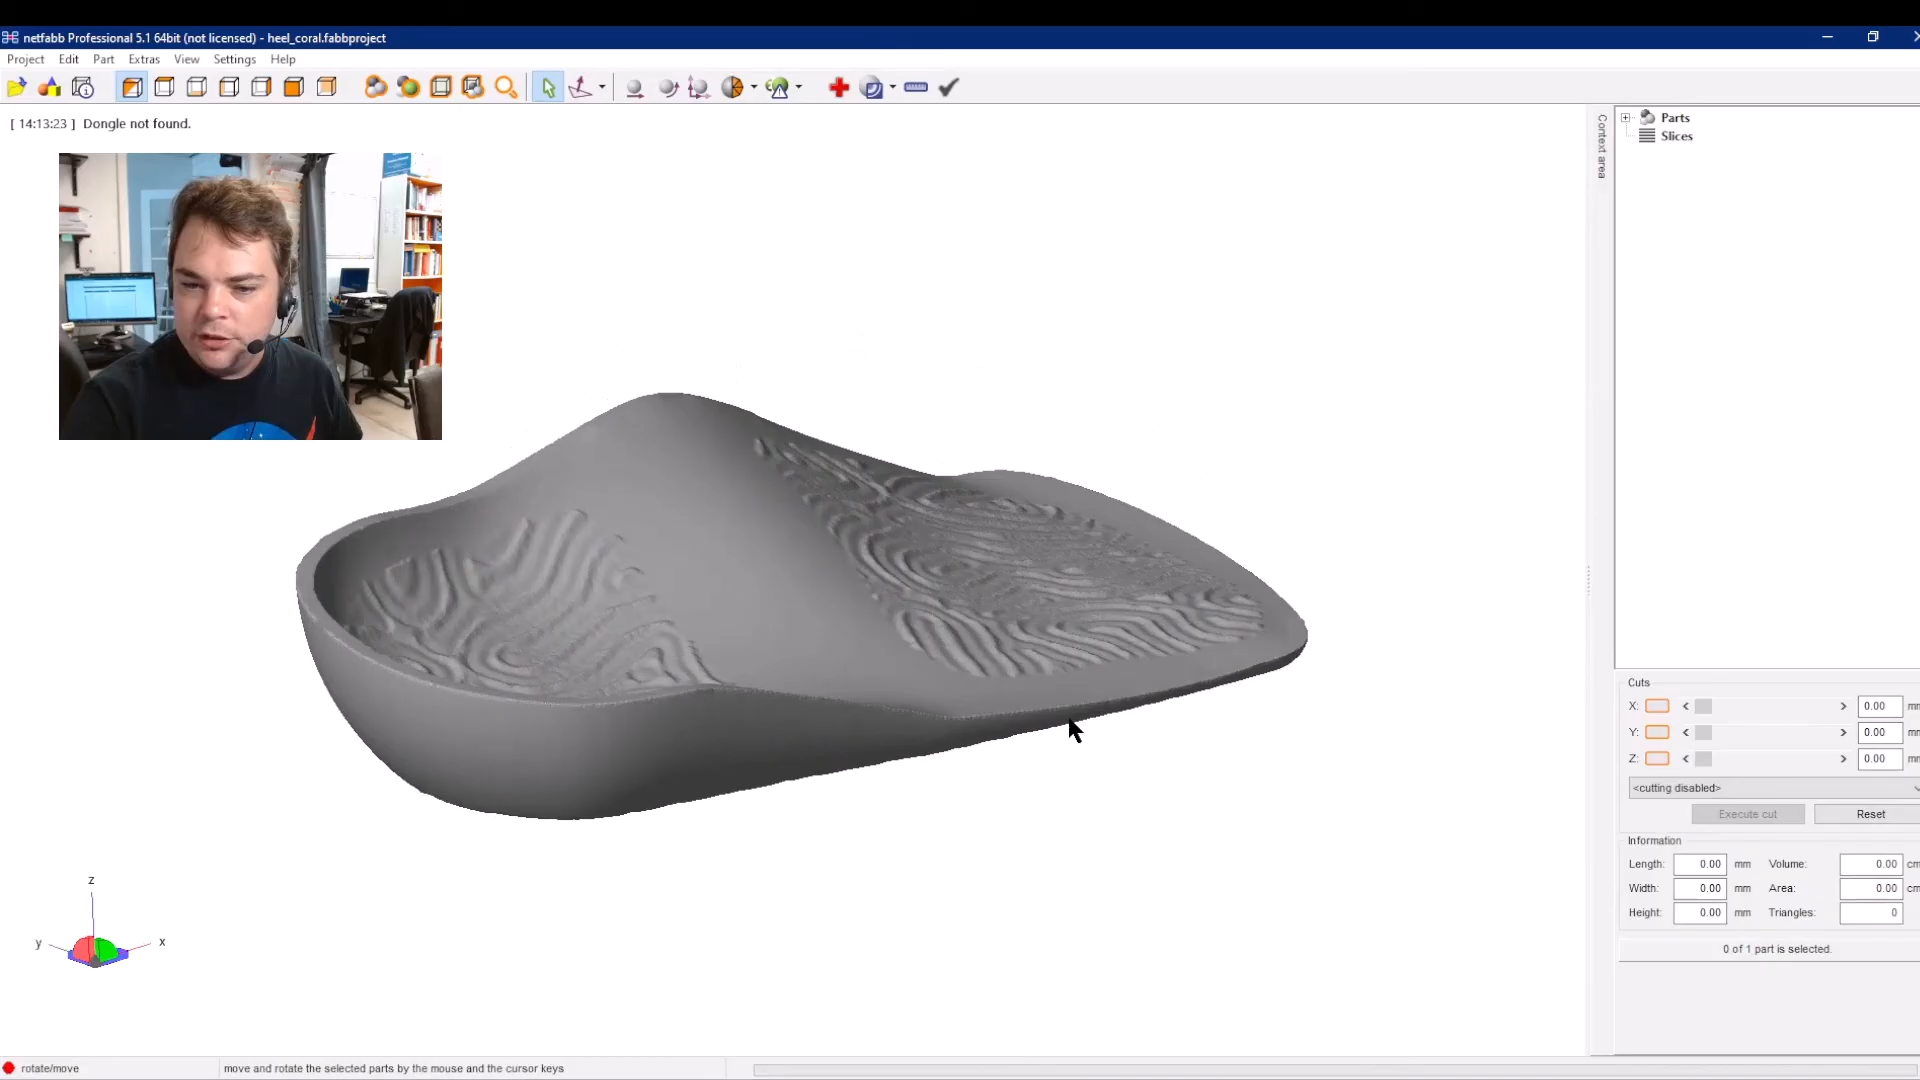 netfabb Professional 5.1 64bit (not licensed) - heel_coral.fabbproject
Project Edit Part Extras View Settings Help
[ 14:13:23 ] Dongle not found.
Context area
Parts
Slices
Cuts
X: < > 0.00
Y: < > 0.00
Z: < > 0.00
<cutting disabled>
Execute cut Reset
Information
Length: 0.00 mm Volume: 0.00
Width: 0.00 mm Area: 0.00
Height: 0.00 mm Triangles: 0
0 of 1 part is selected.
z
y x
rotate/move move and rotate the selected parts by the mouse and the cursor keys